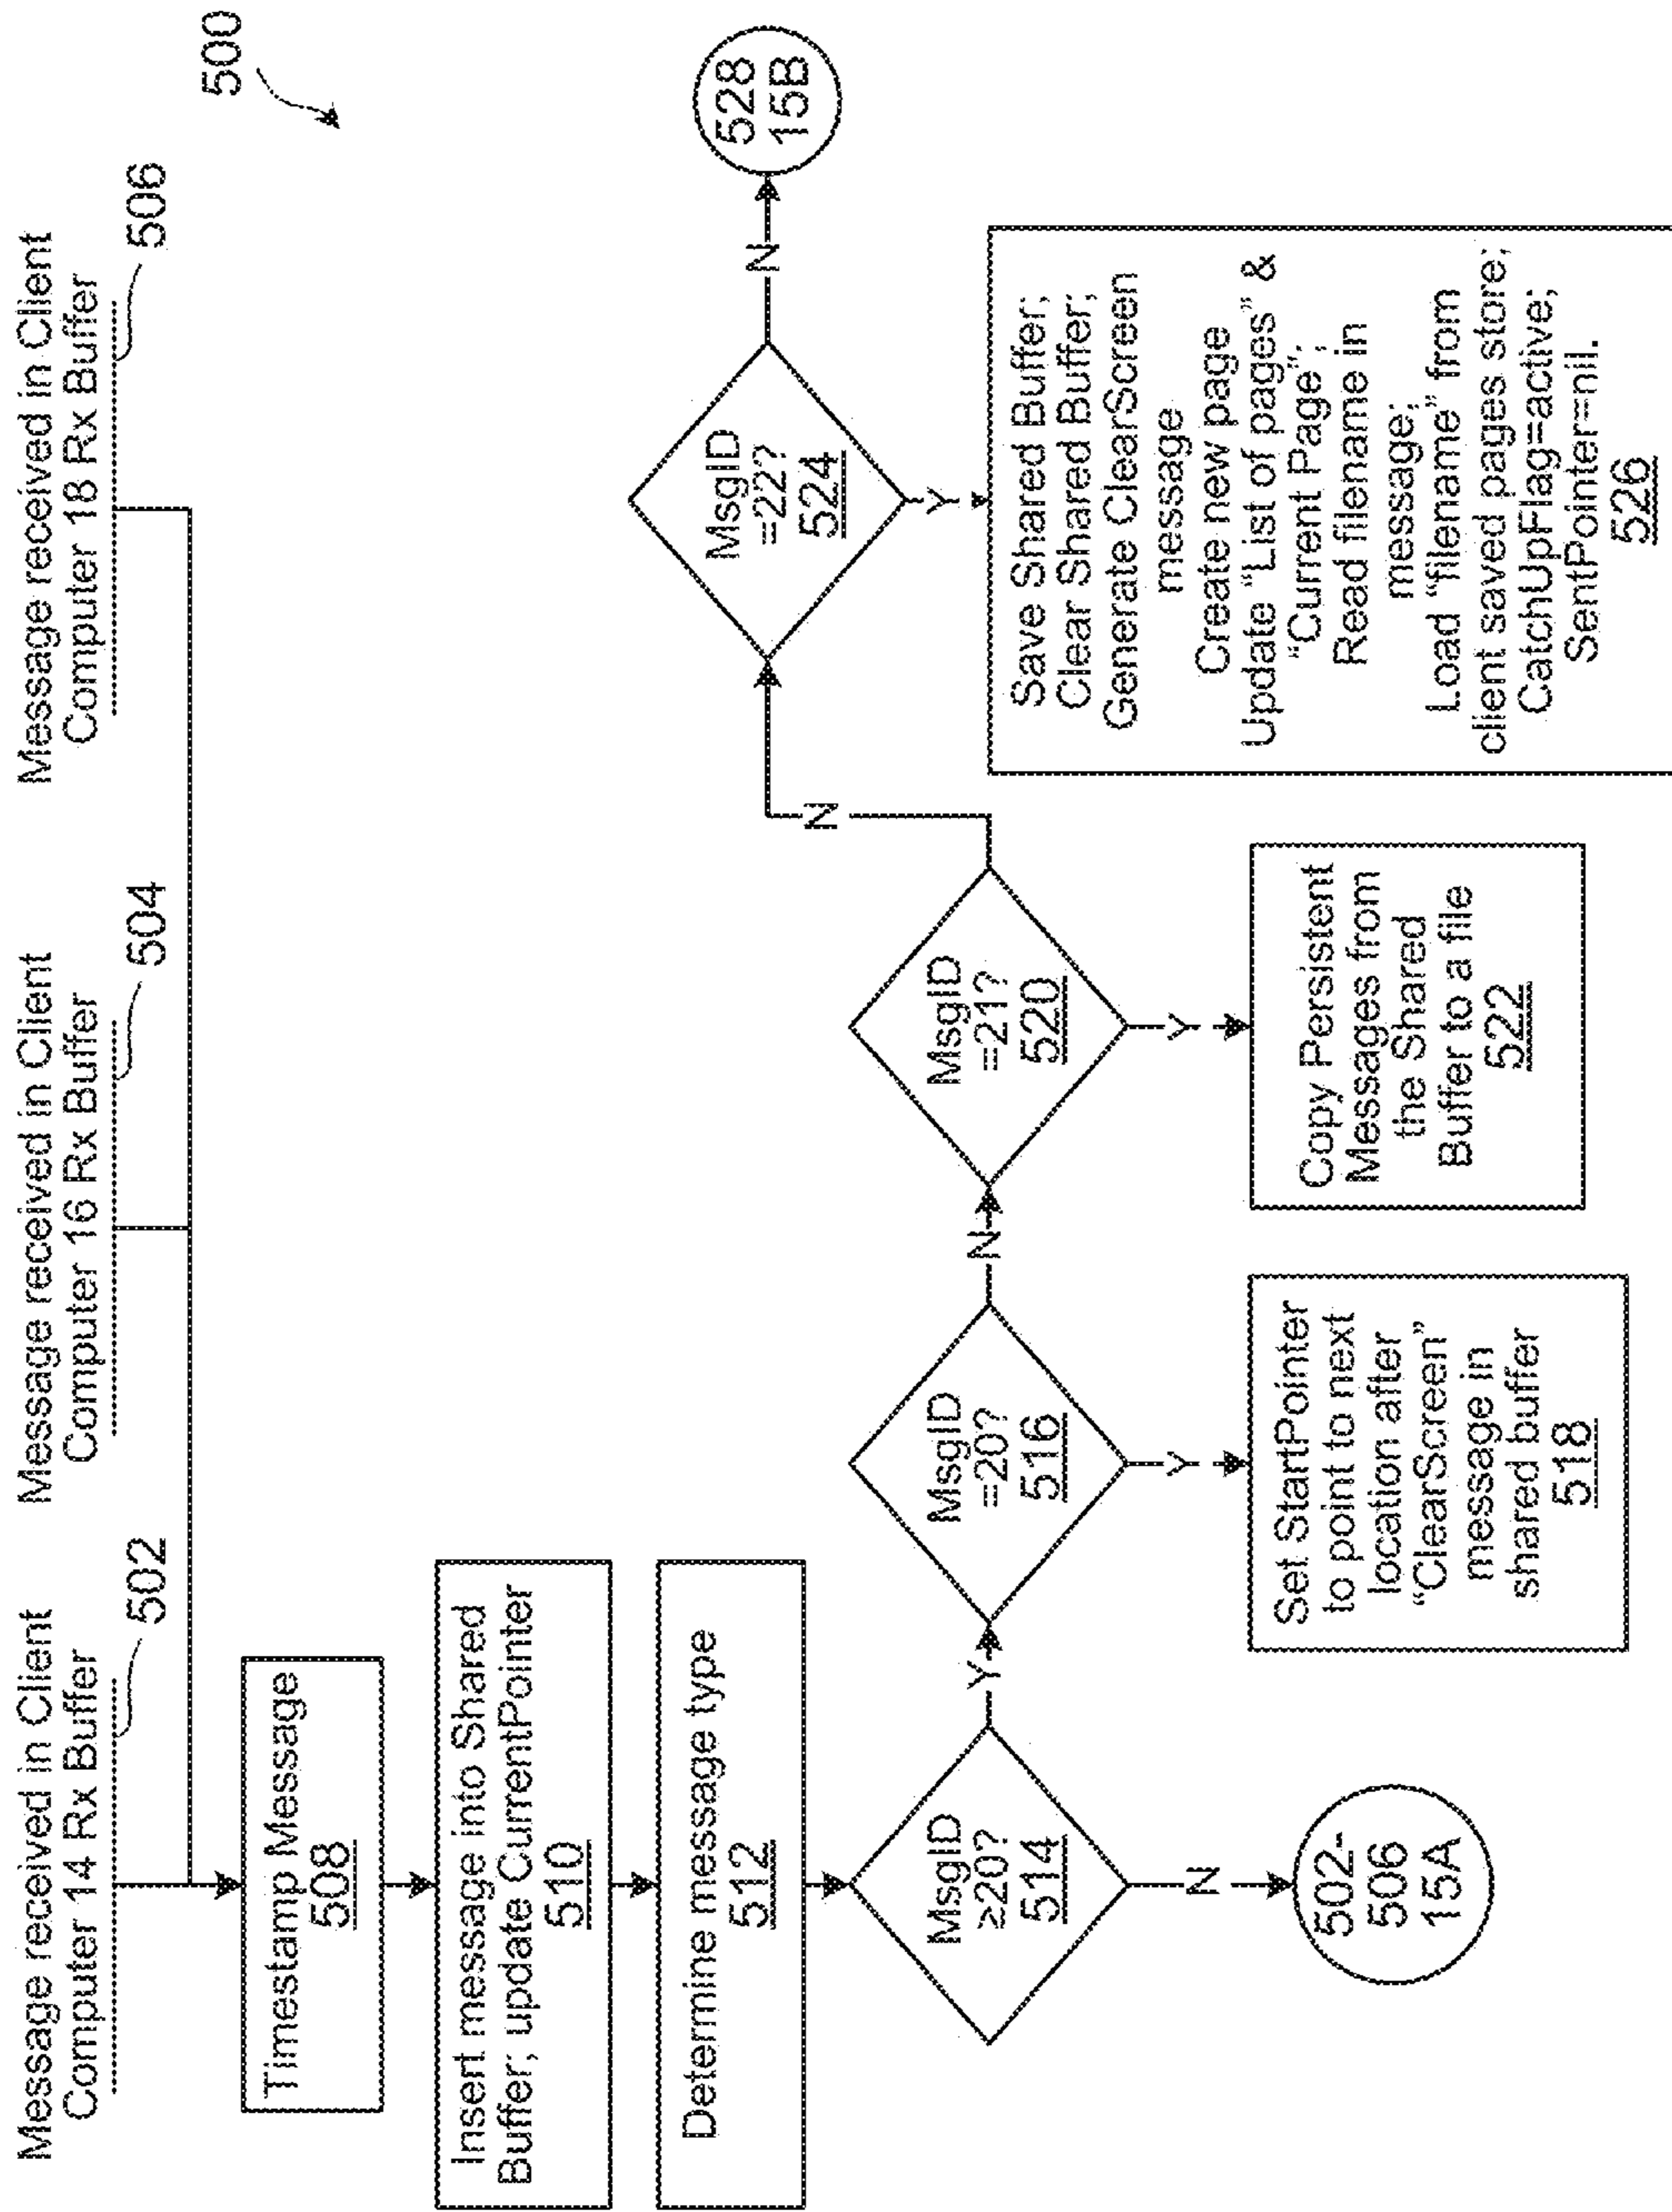 500
Message received in Client
Computer 14 Rx Buffer
502
Message received in Client
Computer 16 Rx Buffer
504
Message received in Client
Computer 18 Rx Buffer
506
Timestamp Message
508
Insert message into Shared
Buffer; update CurrentPointer
510
Determine message type
512
MsgID
≥20?
514
N
502-
506
15A
Y
MsgID
=20?
516
Y
Set StartPointer
to point to next
location after
“ClearScreen”
message in
shared buffer
518
N
MsgID
=21?
520
Y
Copy Persistent
Messages from
the Shared
Buffer to a file
522
N
MsgID
=22?
524
N
528
15B
Y
Save Shared Buffer;
Clear Shared Buffer;
Generate ClearScreen
message
Create new page
Update “List of pages” &
“Current Page”;
Read filename in
message;
Load “filename” from
client saved pages store;
CatchUpFlag=active;
SentPointer=nil.
526